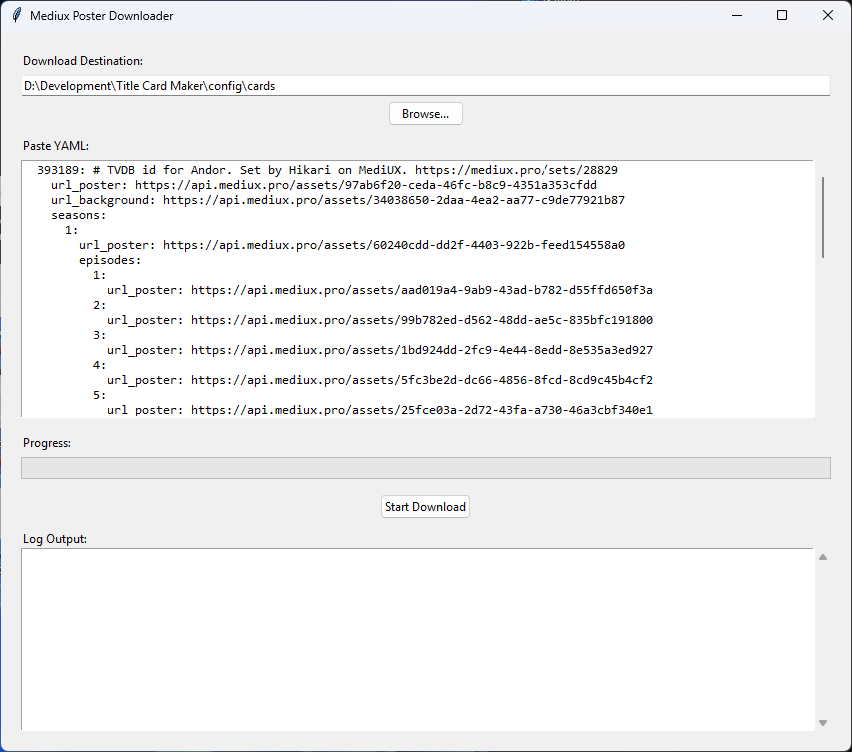 Mediux Poster Downloader
Download Destination:
D:\Development\Title Card Maker\config\cards
Browse...
Paste YAML:
393189: # TVDB id for Andor. Set by Hikari on MediUX. https://mediux.pro/sets/28829
url_poster: https://api.mediux.pro/assets/97ab6f20-ceda-46fc-b8c9-4351a353cfdd
url_background: https://api.mediux.pro/assets/34038650-2daa-4ea2-aa77-c9de77921b87
seasons:
1:
url_poster: https://api.mediux.pro/assets/60240cdd-dd2f-4403-922b-feed154558a0
episodes:
1:
url_poster: https://api.mediux.pro/assets/aad019a4-9ab9-43ad-b782-d55ffd650f3a
2:
url_poster: https://api.mediux.pro/assets/99b782ed-d562-48dd-ae5c-835bfc191800
3:
url_poster: https://api.mediux.pro/assets/1bd924dd-2fc9-4e44-8edd-8e535a3ed927
4:
url_poster: https://api.mediux.pro/assets/5fc3be2d-dc66-4856-8fcd-8cd9c45b4cf2
5:
url_poster: https://api.mediux.pro/assets/25fce03a-2d72-43fa-a730-46a3cbf340e1
Progress:
Start Download
Log Output: